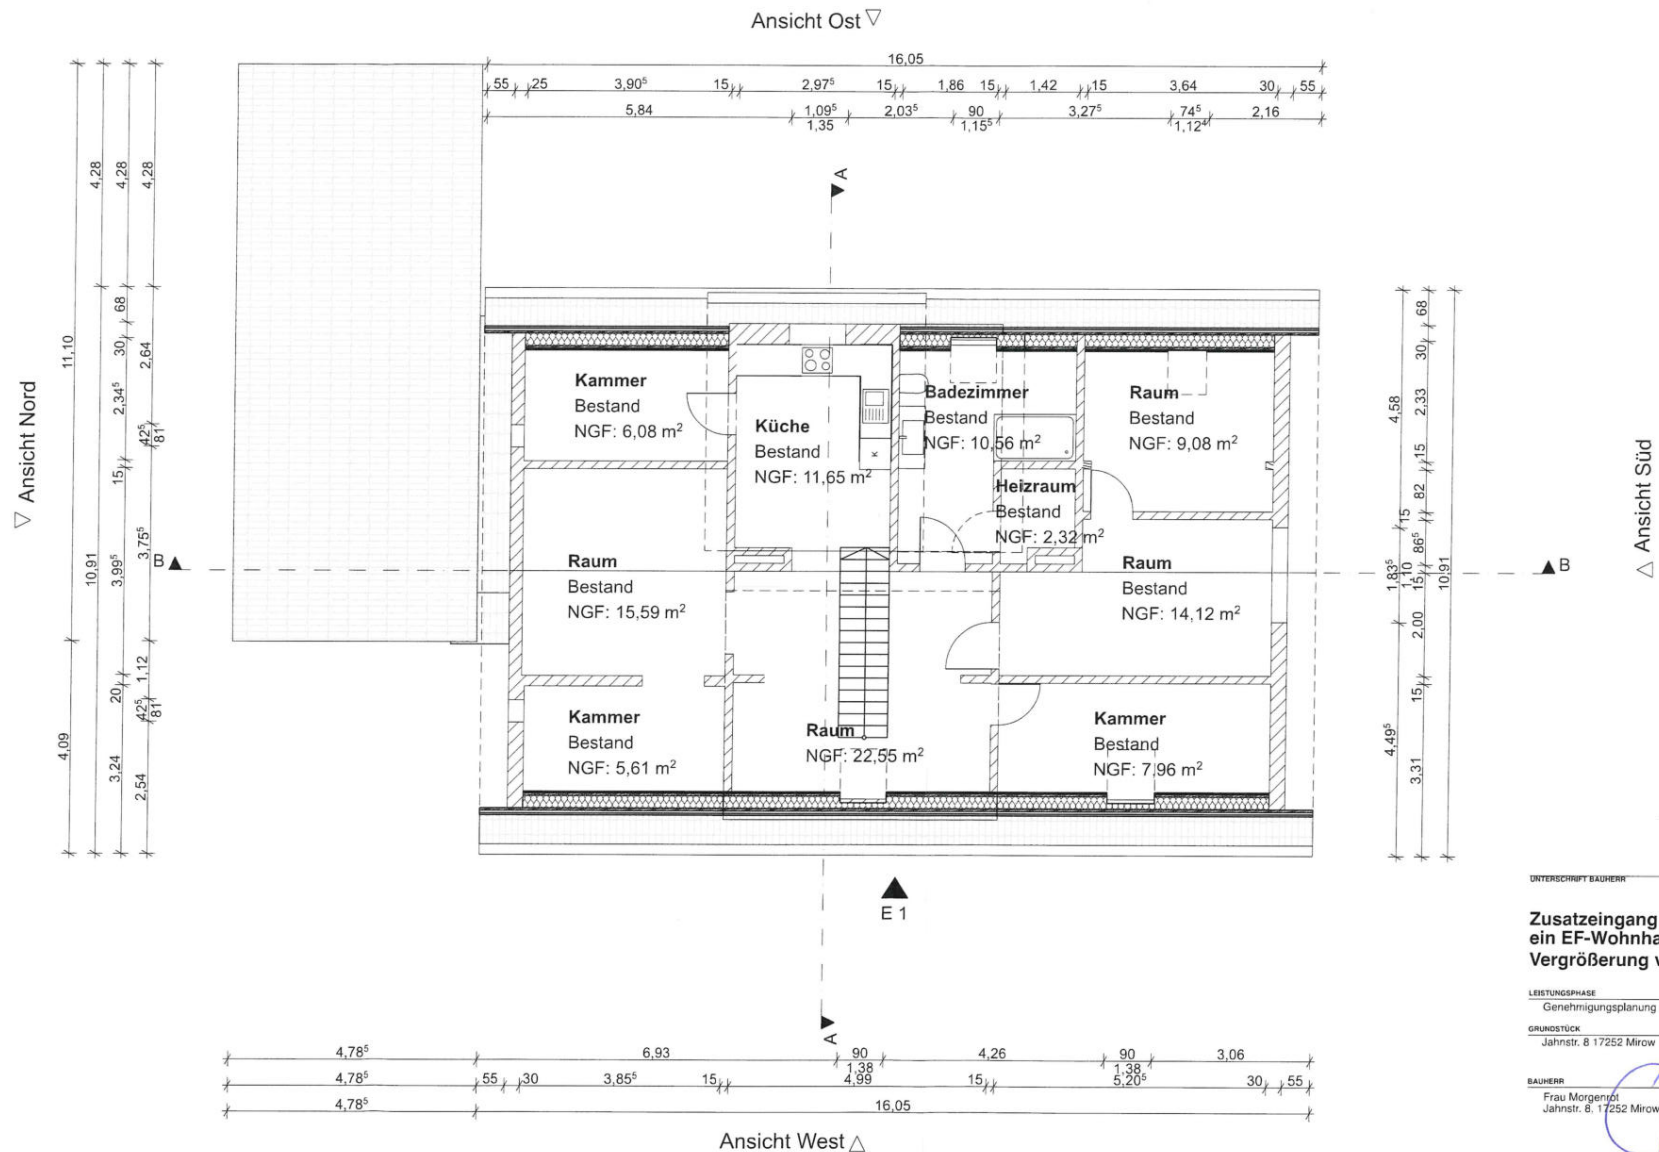 Ansicht Ost
16,05
55 25 3,90⁵ 15 2,97⁵ 15 1,86 15 1,42 15 3,64 30 55
5,84 1,09⁵ 2,03⁵ 90 3,27⁵ 74⁵ 2,16
1,35 1,15⁵ 1,12⁴
A
11,10
4,09
4,28
10,91
4,28
68
30
2,34⁵
15
3,99⁵
20
3,24
4,28
2,64
42⁵
81
3,75⁵
1,12
42⁵
81
2,54
Ansicht Nord
B
Kammer
Bestand
NGF: 6,08 m²
Küche
Bestand
NGF: 11,65 m²
K
Badezimmer
Bestand
NGF: 10,56 m²
Raum
Bestand
NGF: 9,08 m²
Heizraum
Bestand
NGF: 2,32 m²
Raum
Bestand
NGF: 15,59 m²
Raum
Bestand
NGF: 14,12 m²
Kammer
Bestand
NGF: 5,61 m²
Raum
NGF: 22,55 m²
Kammer
Bestand
NGF: 7,96 m²
4,58
15
1,83⁵
1,10
4,49⁵
68
30
2,33
15
82
86⁵
15
2,00
15
3,31
10,91
B
Ansicht Süd
E 1
A
4,78⁵ 6,93 90 4,26 90 3,06
1,38 1,38
4,78⁵ 55 30 3,85⁵ 15 4,99 15 5,20⁵ 30 55
4,78⁵ 16,05
Ansicht West
UNTERSCHRIFT BAUHERR
Zusatzeingang
ein EF-Wohnha
Vergrößerung v
LEISTUNGSPHASE
Genehmigungsplanung
GRUNDSTÜCK
Jahnstr. 8 17252 Mirow
BAUHERR
Frau Morgenrot
Jahnstr. 8, 17252 Mirow